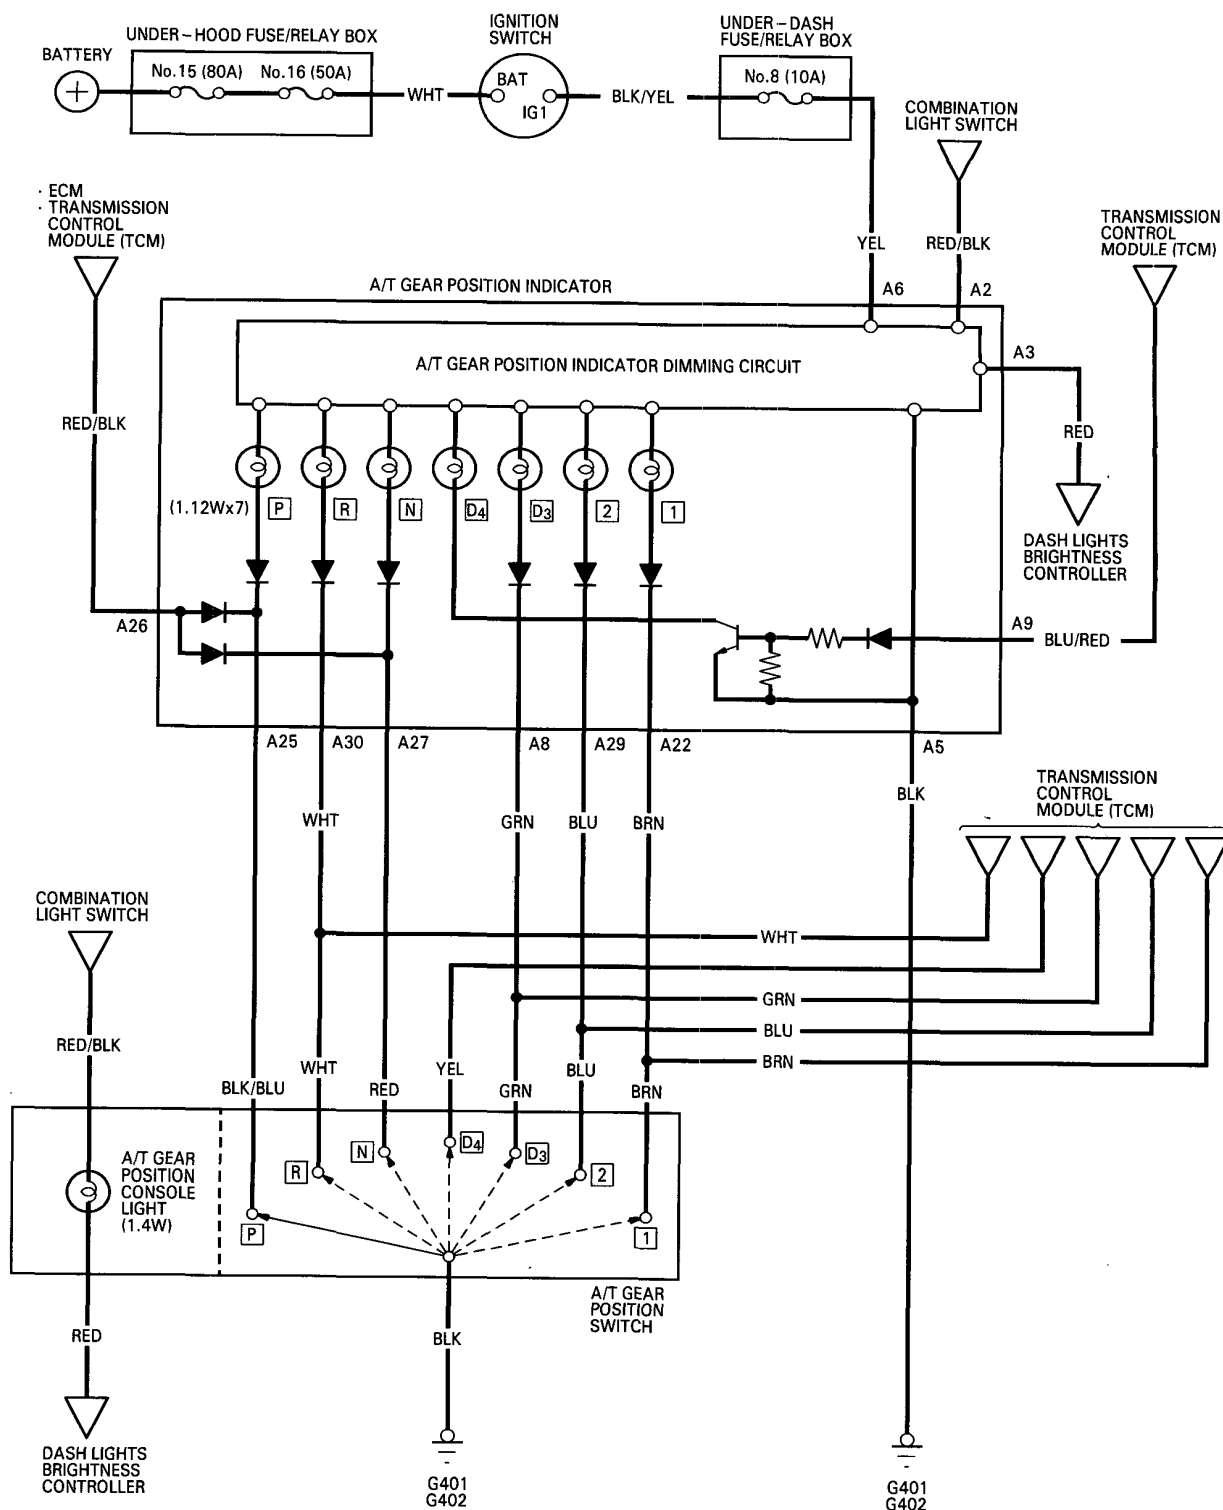 BATTERY
UNDER-HOOD FUSE/RELAY BOX
No.15 (80A)
No.16 (50A)
WHT
IGNITION
SWITCH
BAT
IG1
BLK/YEL
UNDER-DASH
FUSE/RELAY BOX
No.8 (10A)
COMBINATION
LIGHT SWITCH
· ECM
· TRANSMISSION
CONTROL
MODULE (TCM)
YEL
RED/BLK
TRANSMISSION
CONTROL
MODULE (TCM)
A/T GEAR POSITION INDICATOR
A6
A2
A/T GEAR POSITION INDICATOR DIMMING CIRCUIT
A3
RED/BLK
RED
(1.12Wx7)
P
R
N
D4
D3
2
1
DASH LIGHTS
BRIGHTNESS
CONTROLLER
A26
A9
BLU/RED
A25
A30
A27
A8
A29
A22
A5
WHT
GRN
BLU
BRN
BLK
TRANSMISSION
CONTROL
MODULE (TCM)
COMBINATION
LIGHT SWITCH
WHT
GRN
BLU
BRN
RED/BLK
BLK/BLU
WHT
RED
YEL
GRN
BLU
BRN
A/T GEAR
POSITION
CONSOLE
LIGHT
(1.4W)
P
R
N
D4
D3
2
1
A/T GEAR
POSITION
SWITCH
RED
BLK
DASH LIGHTS
BRIGHTNESS
CONTROLLER
G401
G402
G401
G402